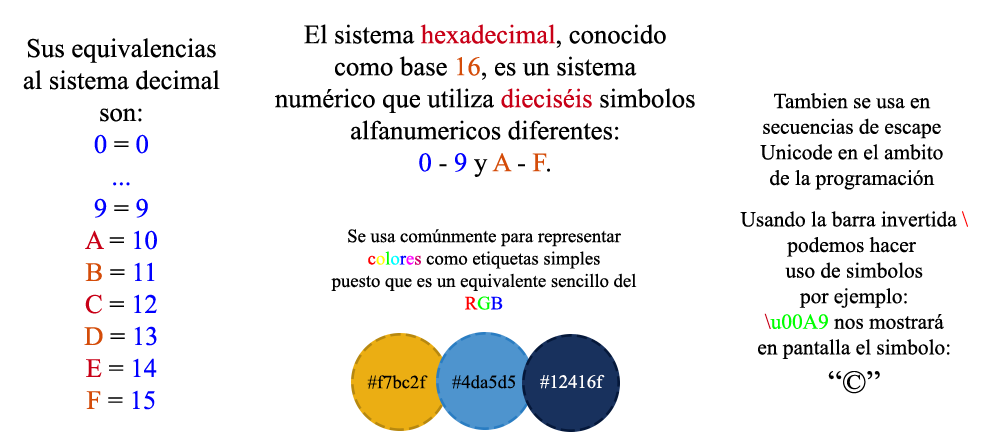 Sus equivalencias
al sistema decimal
son:
0 = 0
...
9 = 9
A = 10
B = 11
C = 12
D = 13
E = 14
F = 15
El sistema hexadecimal, conocido
como base 16, es un sistema
numérico que utiliza dieciséis simbolos
alfanumericos diferentes:
0 - 9 y A - F.
Se usa comúnmente para representar
colores como etiquetas simples
puesto que es un equivalente sencillo del
RGB
#f7bc2f #4da5d5 #12416f
Tambien se usa en
secuencias de escape
Unicode en el ambito
de la programación
Usando la barra invertida \
podemos hacer
uso de simbolos
por ejemplo:
\u00A9 nos mostrará
en pantalla el simbolo:
“©”